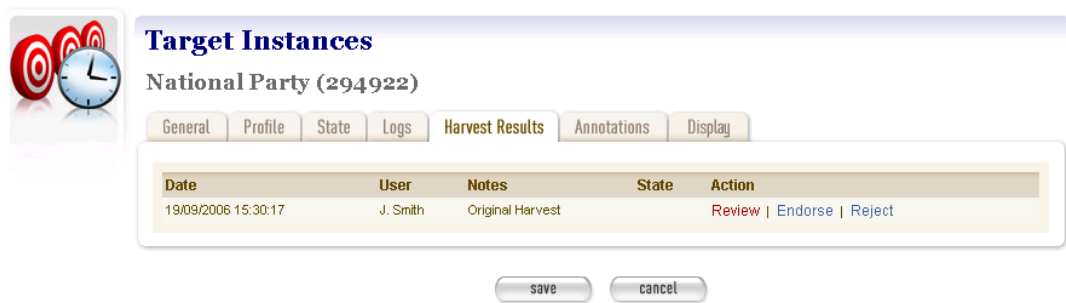 Target Instances
National Party (294922)
General Profile State Logs Harvest Results Annotations Display
Date User Notes State Action
19/09/2006 15:30:17 J. Smith Original Harvest Review | Endorse | Reject
save cancel